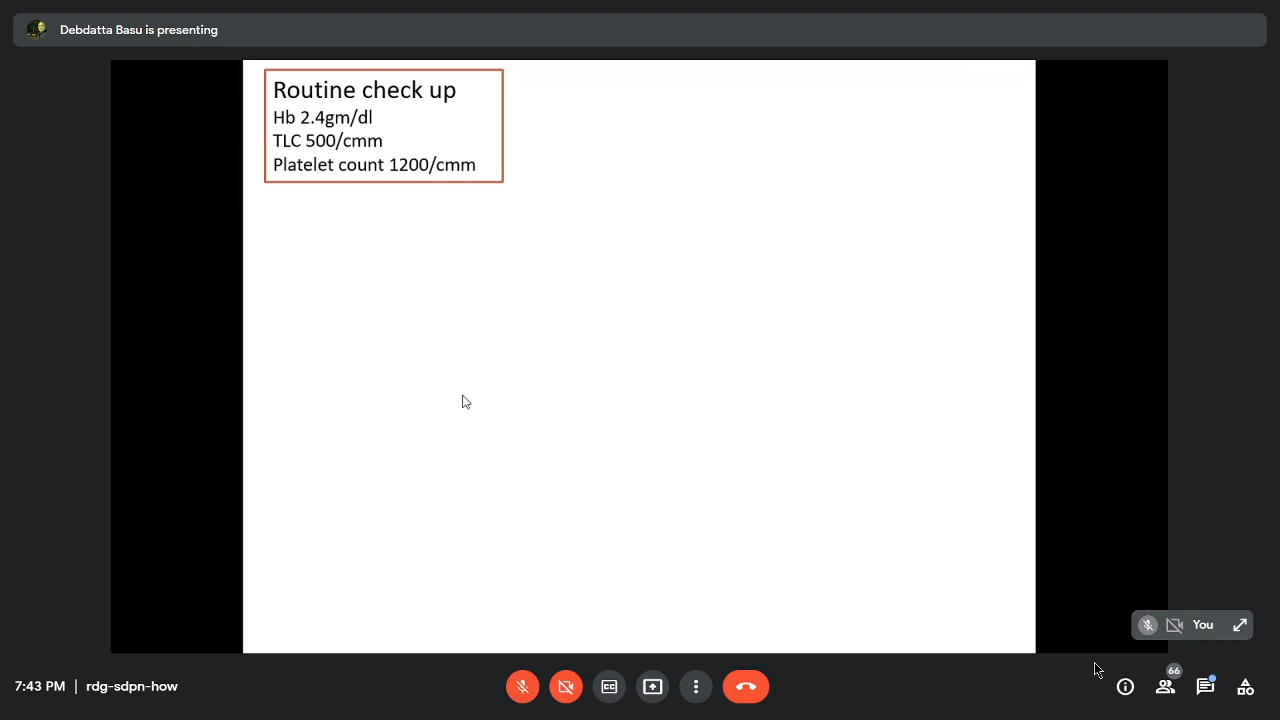 Debdatta Basu is presenting
Routine check up
Hb 2.4gm/dl
TLC 500/cmm
Platelet count 1200/cmm
You
66
7:43 PM | rdg-sdpn-how
CC